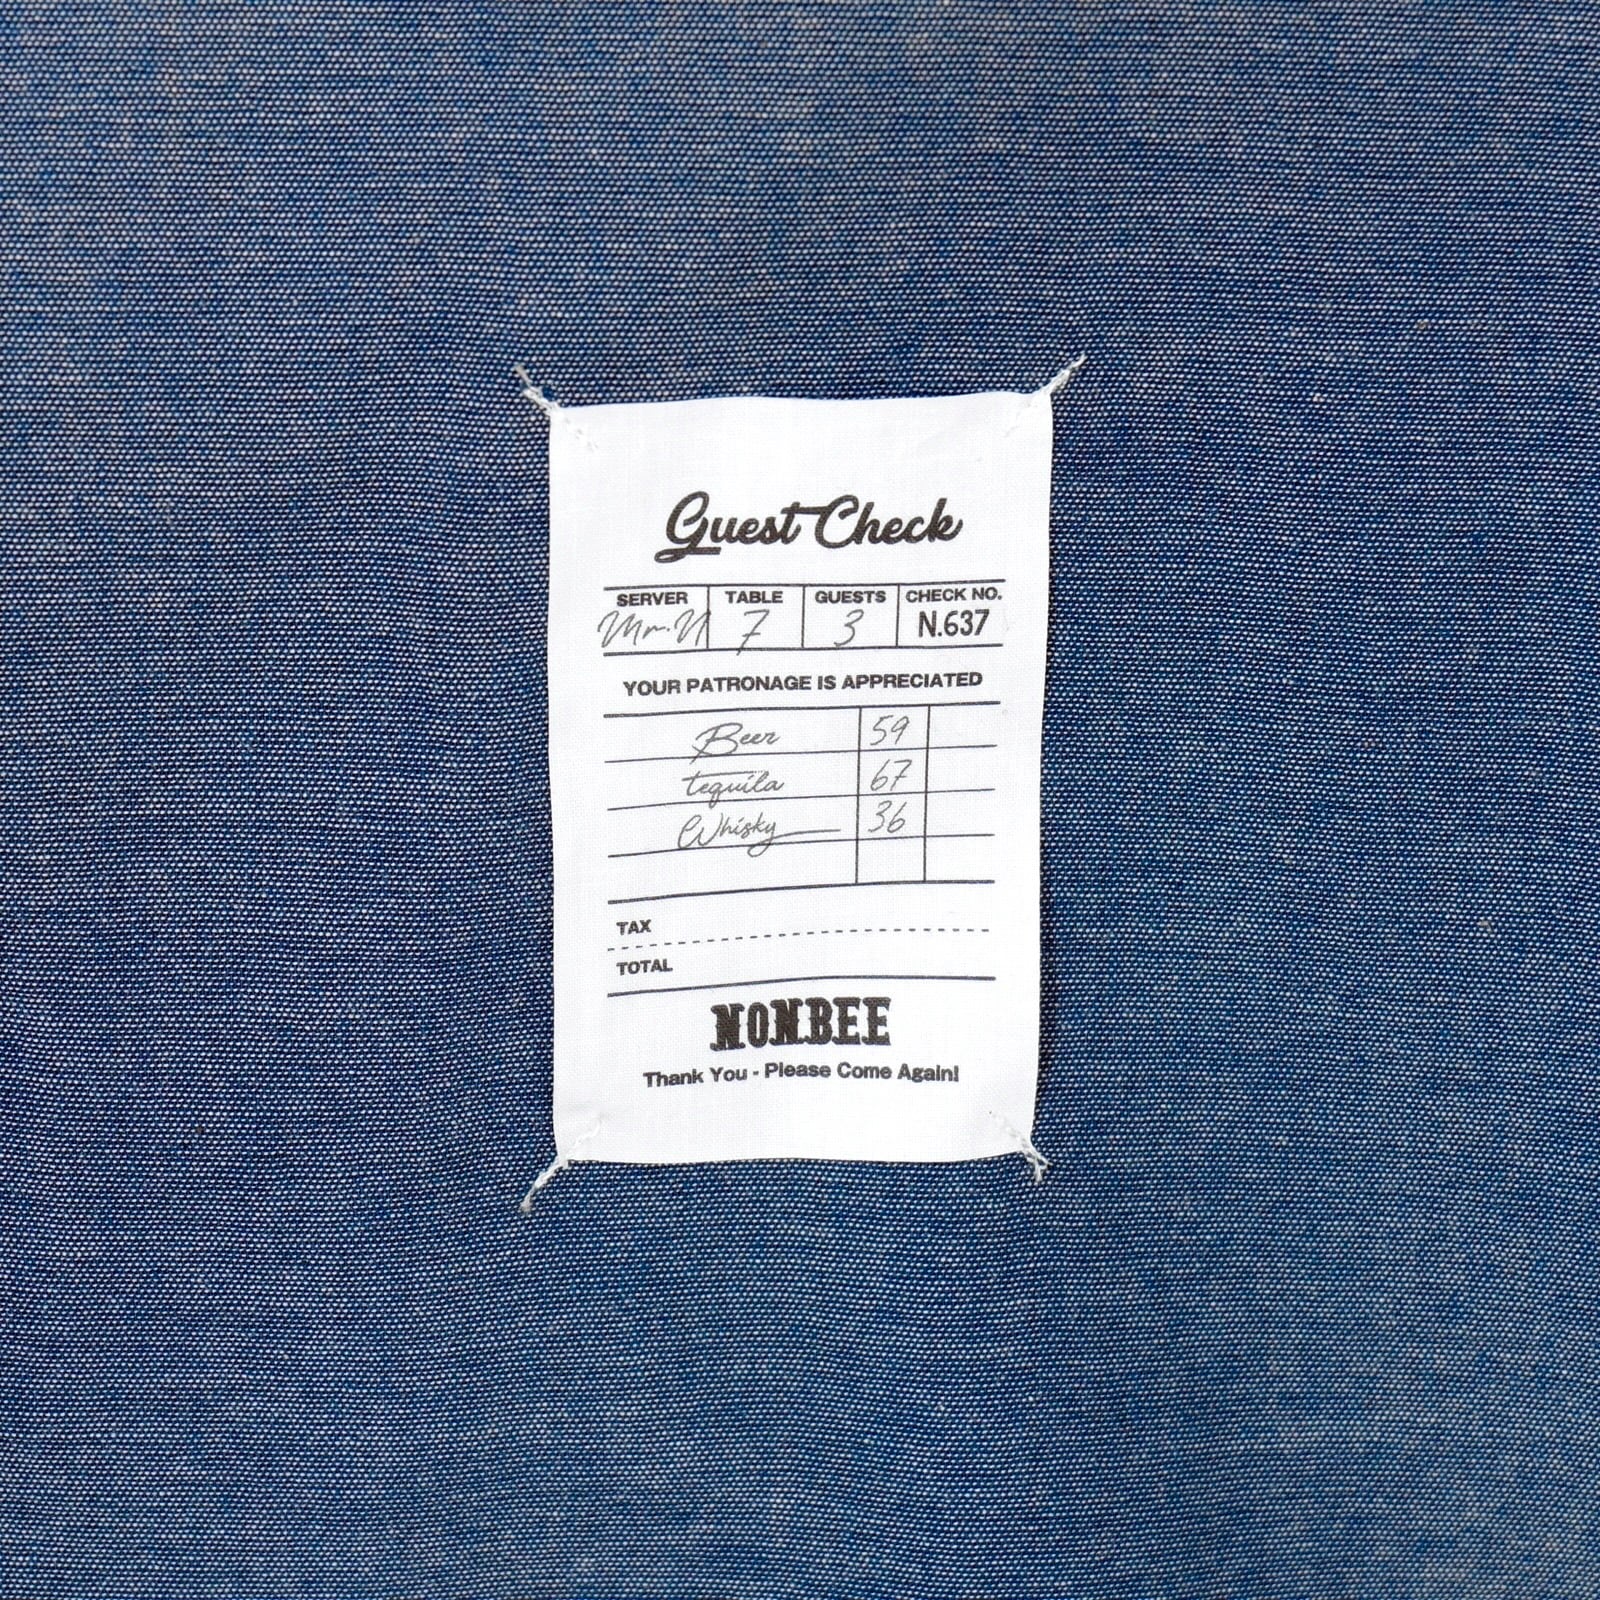 Guest Check
SERVER TABLE GUESTS CHECK NO.
Mr.N 7 3 N.637
YOUR PATRONAGE IS APPRECIATED
Beer 59
tequila 67
Whisky 36
TAX
TOTAL
NONBEE
Thank You - Please Come Again!